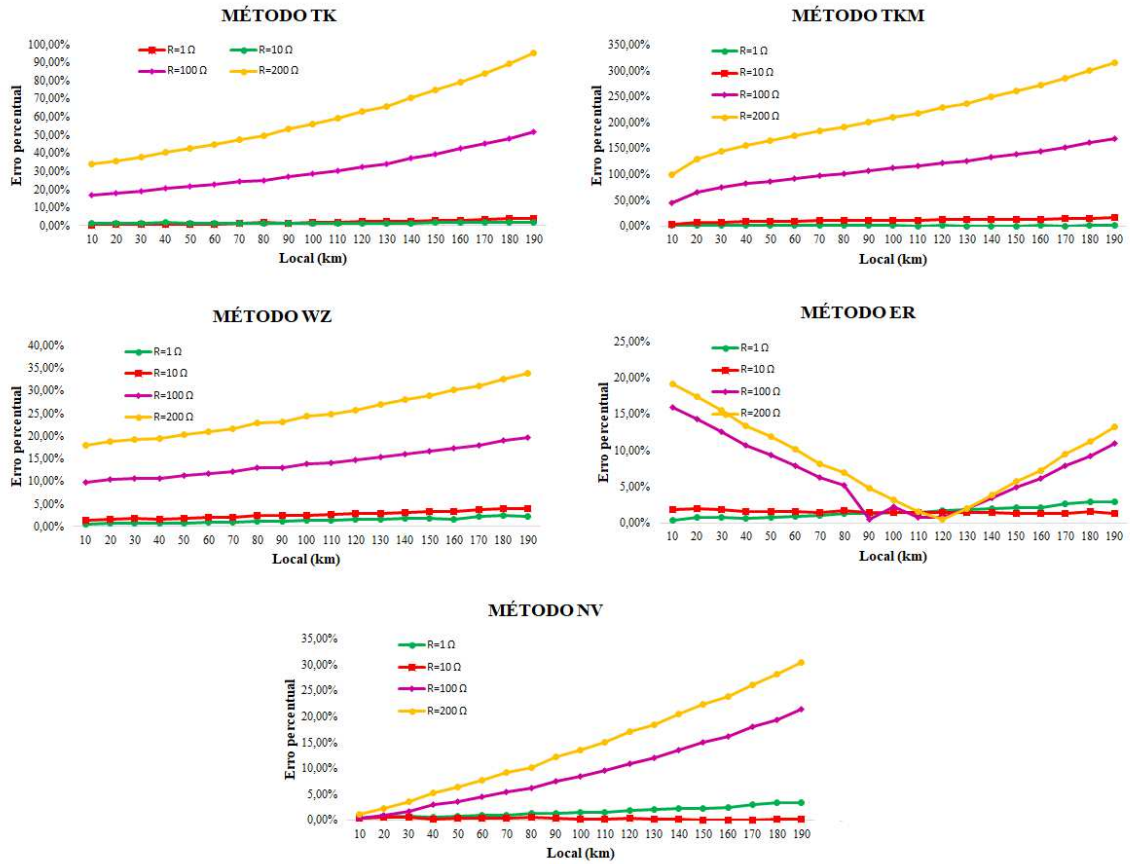 MÉTODO TK
100,00%
90,00%
80,00%
70,00%
60,00%
50,00%
40,00%
30,00%
20,00%
10,00%
0,00%
Erro percentual
R=1 Ω
R=10 Ω
R=100 Ω
R=200 Ω
10 20 30 40 50 60 70 80 90 100 110 120 130 140 150 160 170 180 190
Local (km)
MÉTODO TKM
350,00%
300,00%
250,00%
200,00%
150,00%
100,00%
50,00%
0,00%
Erro percentual
R=1 Ω
R=10 Ω
R=100 Ω
R=200 Ω
10 20 30 40 50 60 70 80 90 100 110 120 130 140 150 160 170 180 190
Local (km)
MÉTODO WZ
40,00%
35,00%
30,00%
25,00%
20,00%
15,00%
10,00%
5,00%
0,00%
Erro percentual
R=1 Ω
R=10 Ω
R=100 Ω
R=200 Ω
10 20 30 40 50 60 70 80 90 100 110 120 130 140 150 160 170 180 190
Local (km)
MÉTODO ER
25,00%
20,00%
15,00%
10,00%
5,00%
0,00%
Erro percentual
R=1 Ω
R=10 Ω
R=100 Ω
R=200 Ω
10 20 30 40 50 60 70 80 90 100 110 120 130 140 150 160 170 180 190
Local (km)
MÉTODO NV
35,00%
30,00%
25,00%
20,00%
15,00%
10,00%
5,00%
0,00%
Erro percentual
R=1 Ω
R=10 Ω
R=100 Ω
R=200 Ω
10 20 30 40 50 60 70 80 90 100 110 120 130 140 150 160 170 180 190
Local (km)